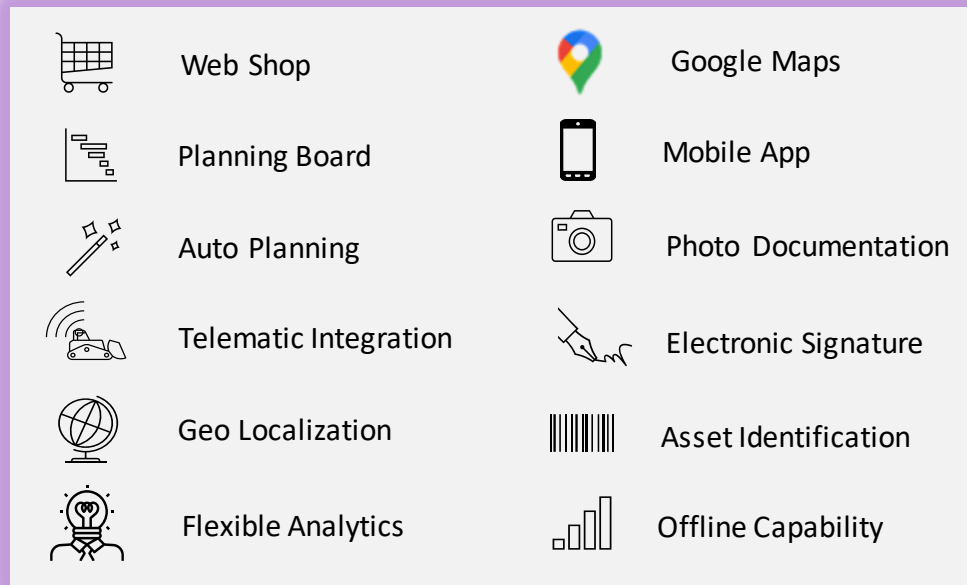 Web Shop
Google Maps
Planning Board
Mobile App
Auto Planning
Photo Documentation
Telematic Integration
Electronic Signature
Geo Localization
Asset Identification
Flexible Analytics
Offline Capability